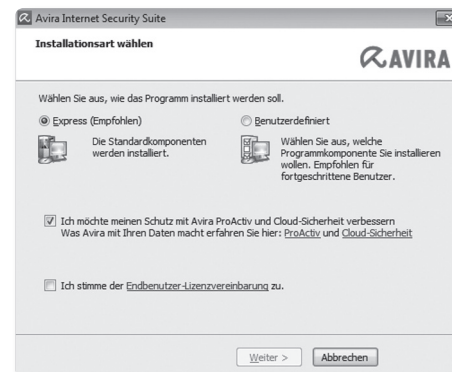 Avira Internet Security Suite
Installationsart wählen
AVIRA
Wählen Sie aus, wie das Programm installiert werden soll.
Express (Empfohlen)
Die Standardkomponenten
werden installiert.
Benutzerdefiniert
Wählen Sie aus, welche
Programmkomponente Sie installieren
wollen. Empfohlen für
fortgeschrittene Benutzer.
Ich möchte meinen Schutz mit Avira ProActiv und Cloud-Sicherheit verbessern
Was Avira mit Ihren Daten macht erfahren Sie hier: ProActiv und Cloud-Sicherheit
Ich stimme der Endbenutzer-Lizenzvereinbarung zu.
Weiter >
Abbrechen